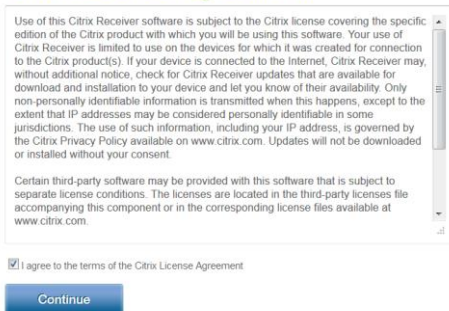 Use of this Citrix Receiver software is subject to the Citrix license covering the specific
edition of the Citrix product with which you will be using this software. Your use of
Citrix Receiver is limited to use on the devices for which it was created for connection
to the Citrix product(s). If your device is connected to the Internet, Citrix Receiver may,
without additional notice, check for Citrix Receiver updates that are available for
download and installation to your device and let you know of their availability. Only
non-personally identifiable information is transmitted when this happens, except to the
extent that IP addresses may be considered personally identifiable in some
jurisdictions. The use of such information, including your IP address, is governed by
the Citrix Privacy Policy available on www.citrix.com. Updates will not be downloaded
or installed without your consent.
Certain third-party software may be provided with this software that is subject to
separate license conditions. The licenses are located in the third-party licenses file
accompanying this component or in the corresponding license files available at
www.citrix.com.
I agree to the terms of the Citrix License Agreement
Continue